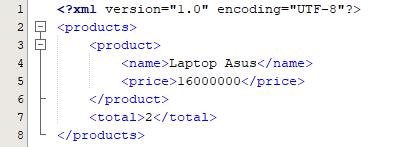 1 <?xml version="1.0" encoding="UTF-8"?>
2 <products>
3 <product>
4 <name>Laptop Asus</name>
5 <price>16000000</price>
6 </product>
7 <total>2</total>
8 </products>